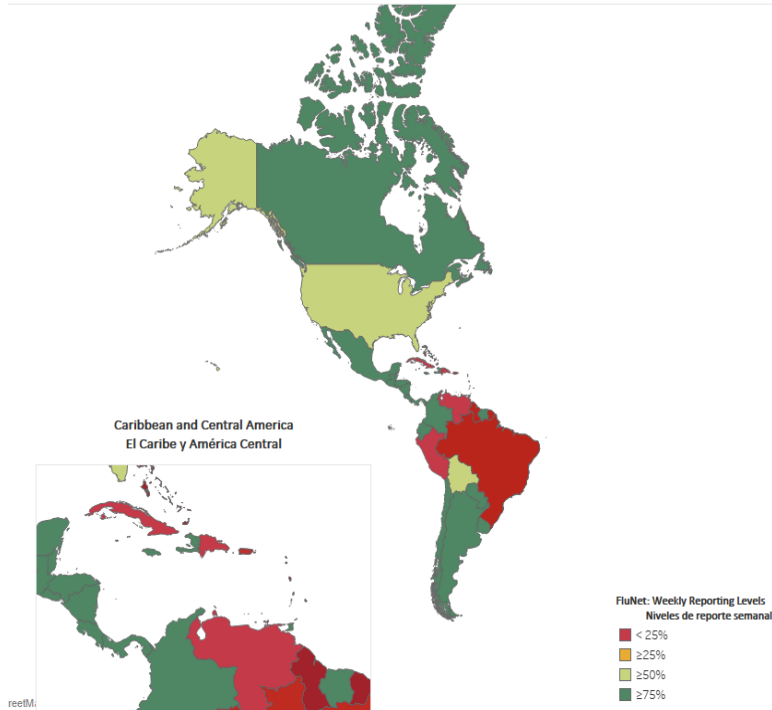 Caribbean and Central America
El Caribe y América Central
FluNet: Weekly Reporting Levels
Niveles de reporte semanal
< 25%
≥25%
≥50%
≥75%